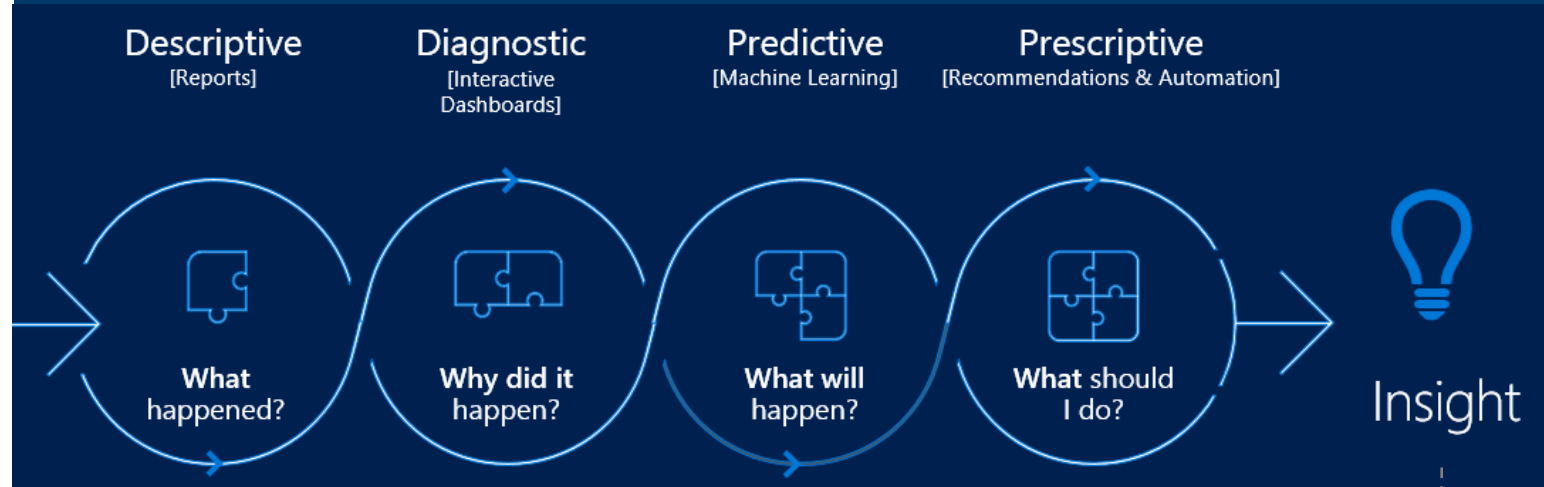 Descriptive
[Reports]
Diagnostic
[Interactive
Dashboards]
Predictive
[Machine Learning]
Prescriptive
[Recommendations & Automation]
What
happened?
Why did it
happen?
What will
happen?
What should
I do?
Insight